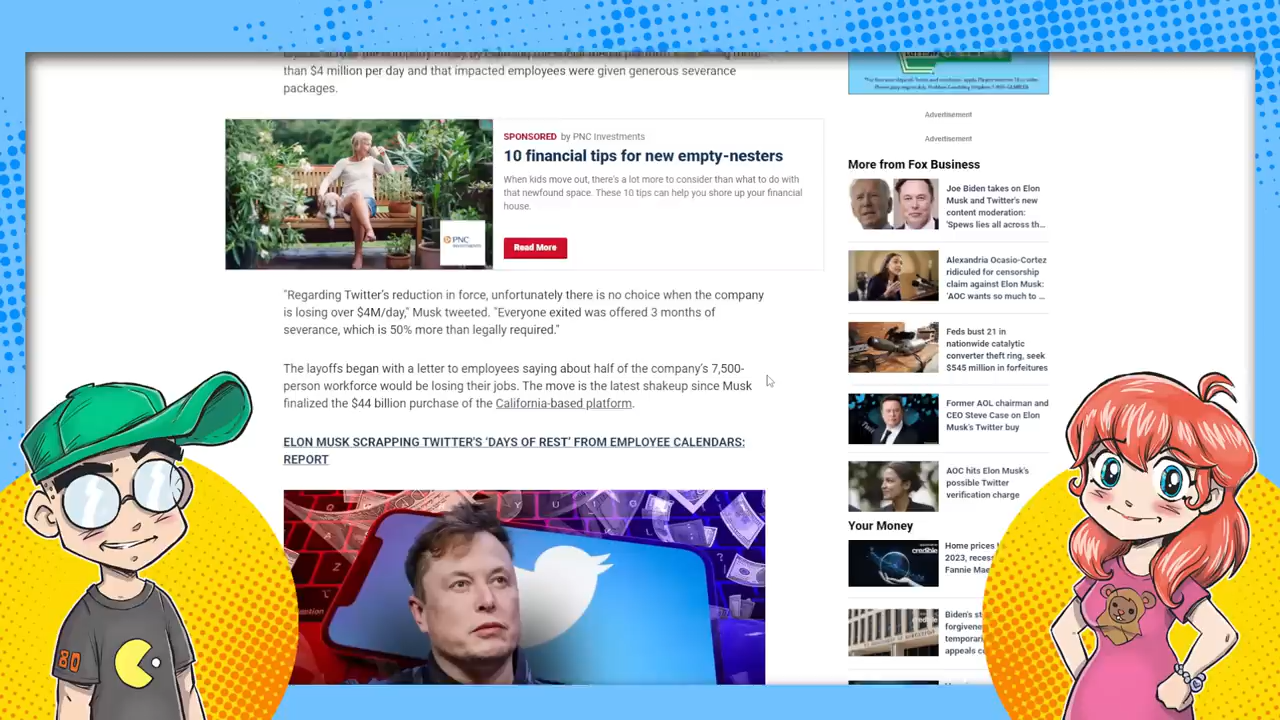 than $4 million per day and that impacted employees were given generous severance
packages.
SPONSORED by PNC Investments
10 financial tips for new empty-nesters
When kids move out, there's a lot more to consider than what to do with
that newfound space. These 10 tips can help you shore up your financial
house.
PNC
INVESTMENTS
Read More
"Regarding Twitter's reduction in force, unfortunately there is no choice when the company
is losing over $4M/day," Musk tweeted. "Everyone exited was offered 3 months of
severance, which is 50% more than legally required."
The layoffs began with a letter to employees saying about half of the company's 7,500-
person workforce would be losing their jobs. The move is the latest shakeup since Musk
finalized the $44 billion purchase of the California-based platform.
ELON MUSK SCRAPPING TWITTER'S 'DAYS OF REST' FROM EMPLOYEE CALENDARS:
REPORT
Advertisement
Advertisement
More from Fox Business
Joe Biden takes on Elon
Musk and Twitter's new
content moderation:
'Spews lies all across th...
Alexandria Ocasio-Cortez
ridiculed for censorship
claim against Elon Musk:
'AOC wants so much to ...
Feds bust 21 in
nationwide catalytic
converter theft ring, seek
$545 million in forfeitures
Former AOL chairman and
CEO Steve Case on Elon
Musk's Twitter buy
AOC hits Elon Musk's
possible Twitter
verification charge
Your Money
credible
Home prices
2023, reces
Fannie Mae
credible
Biden's st
forgivene
temporari
appeals c
80